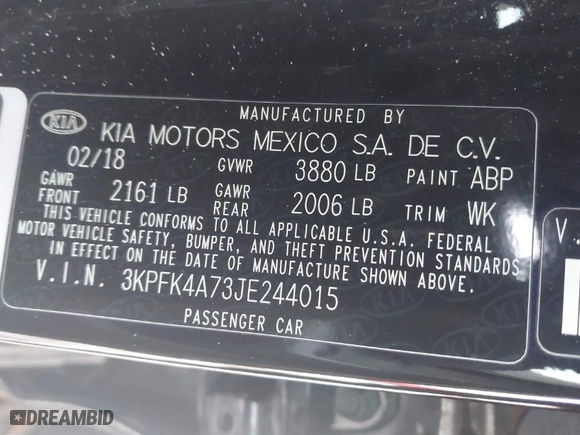 MANUFACTURED BY
KIA KIA MOTORS MEXICO S.A. DE C.V.
02/18 GVWR 3880 LB PAINT ABP
GAWR FRONT 2161 LB GAWR REAR 2006 LB TRIM WK
THIS VEHICLE CONFORMS TO ALL APPLICABLE U.S.A. FEDERAL
MOTOR VEHICLE SAFETY, BUMPER, AND THEFT PREVENTION STANDARDS
IN EFFECT ON THE DATE OF MANUFACTURE SHOWN ABOVE.
V.I.N. 3KPFK4A73JE244015
PASSENGER CAR
V.
DREAMBID